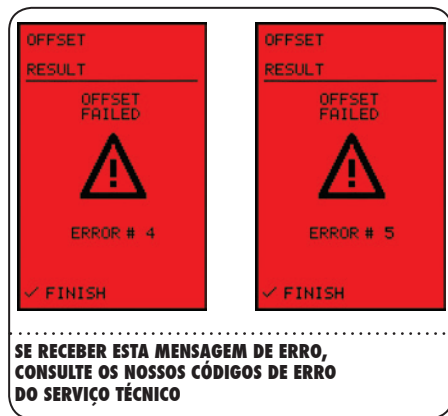 OFFSET
RESULT
OFFSET
FAILED
ERROR # 4
✓ FINISH
OFFSET
RESULT
OFFSET
FAILED
ERROR # 5
✓ FINISH
SE RECEBER ESTA MENSAGEM DE ERRO,
CONSULTE OS NOSSOS CÓDIGOS DE ERRO
DO SERVIÇO TÉCNICO